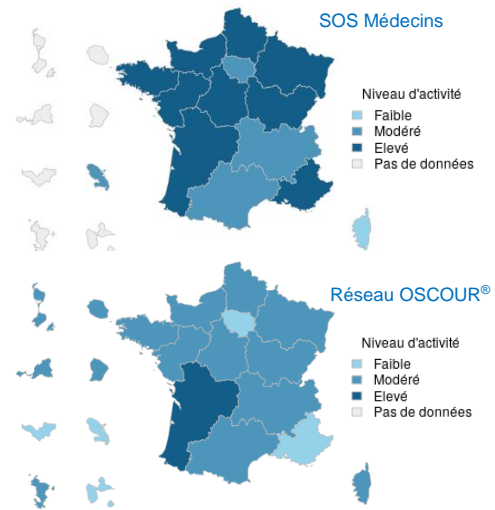 SOS Médecins
Niveau d'activité
Faible
Modéré
Elevé
Pas de données
Réseau OSCOUR®
Niveau d'activité
Faible
Modéré
Elevé
Pas de données